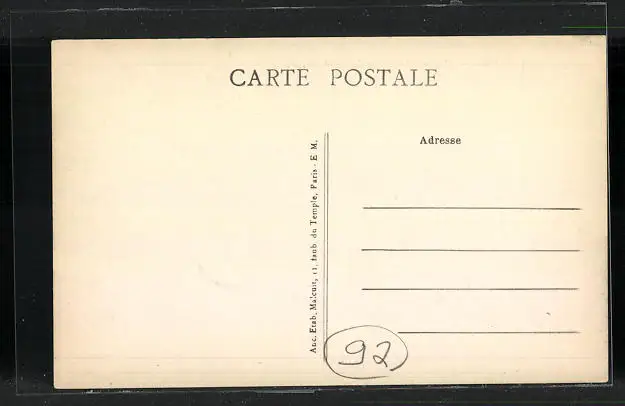 CARTE POSTALE
Anc. Etab. Malcuit, 11, faub. du Temple, Paris - E M.
Adresse
92